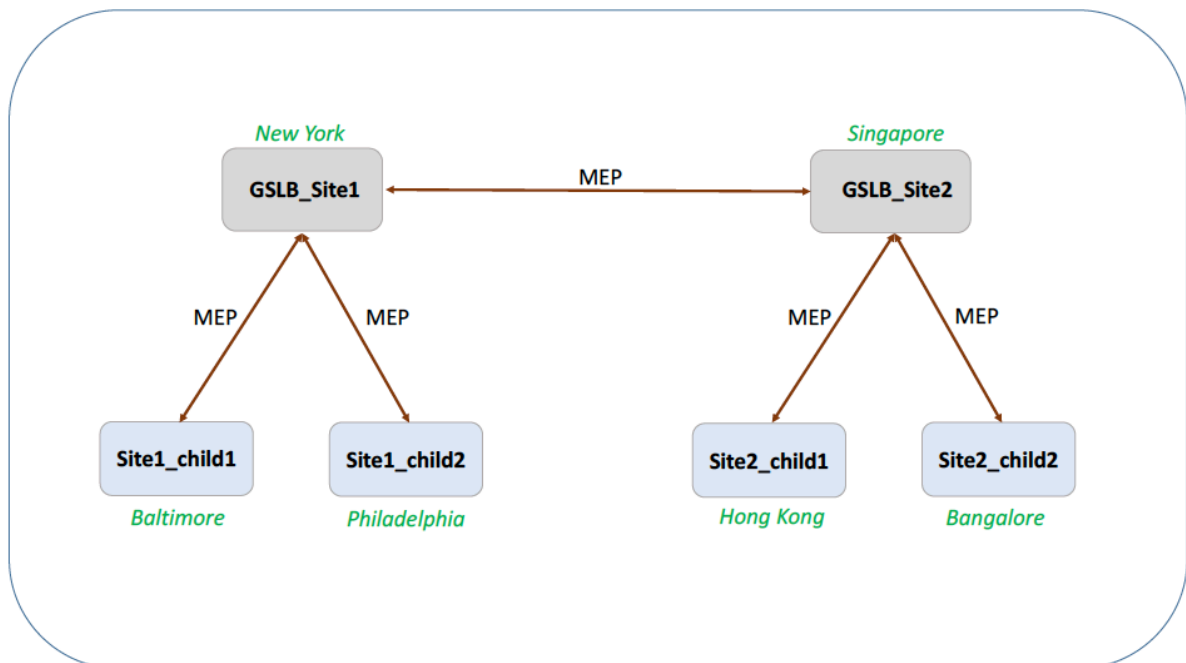 New York
Singapore
GSLB_Site1
MEP
GSLB_Site2
MEP
MEP
MEP
MEP
Site1_child1
Site1_child2
Site2_child1
Site2_child2
Baltimore
Philadelphia
Hong Kong
Bangalore